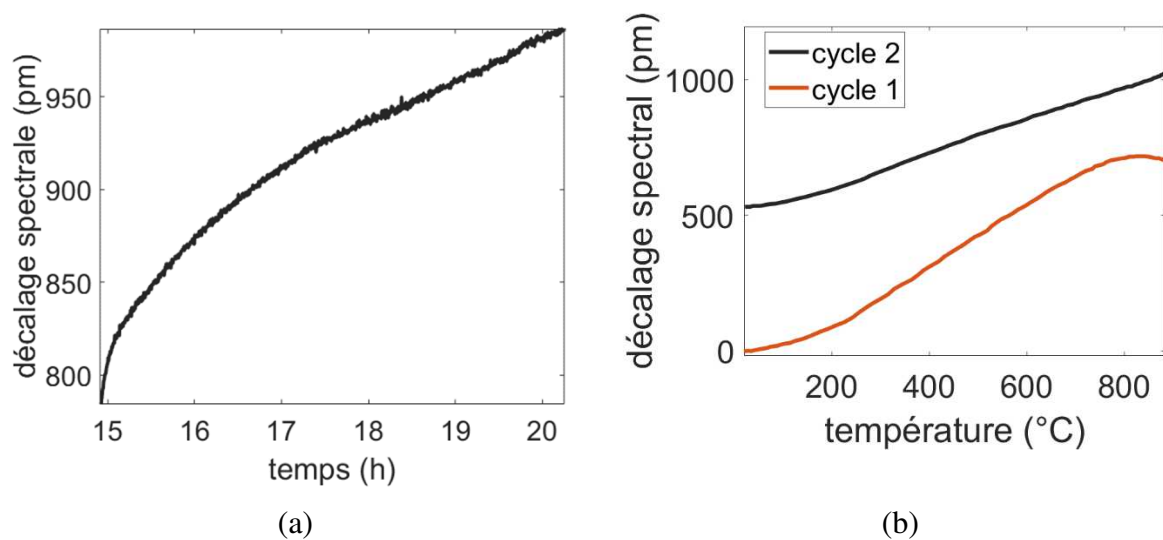 décalage spectrale (pm)
950
900
850
800
15 16 17 18 19 20
temps (h)
(a)
décalage spectral (pm)
cycle 2
cycle 1
1000
500
0
200 400 600 800
température (°C)
(b)